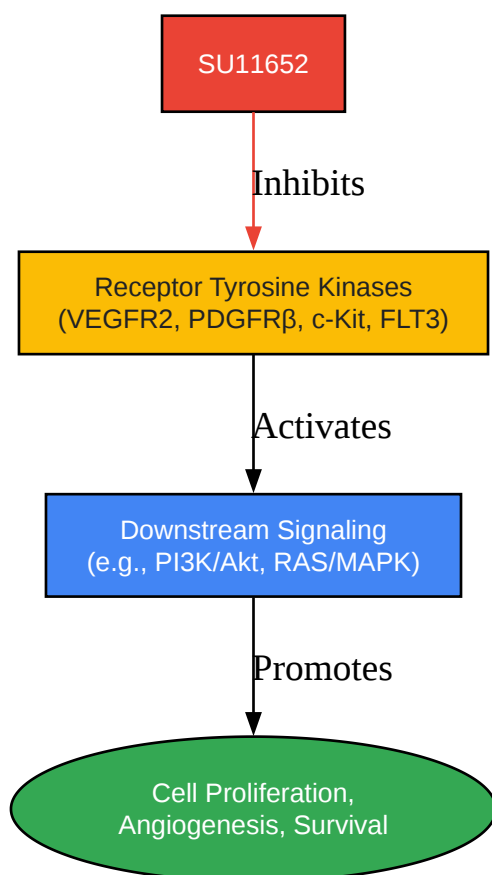 SU11652
Inhibits
Receptor Tyrosine Kinases
(VEGFR2, PDGFRβ, c-Kit, FLT3)
Activates
Downstream Signaling
(e.g., PI3K/Akt, RAS/MAPK)
Promotes
Cell Proliferation,
Angiogenesis, Survival